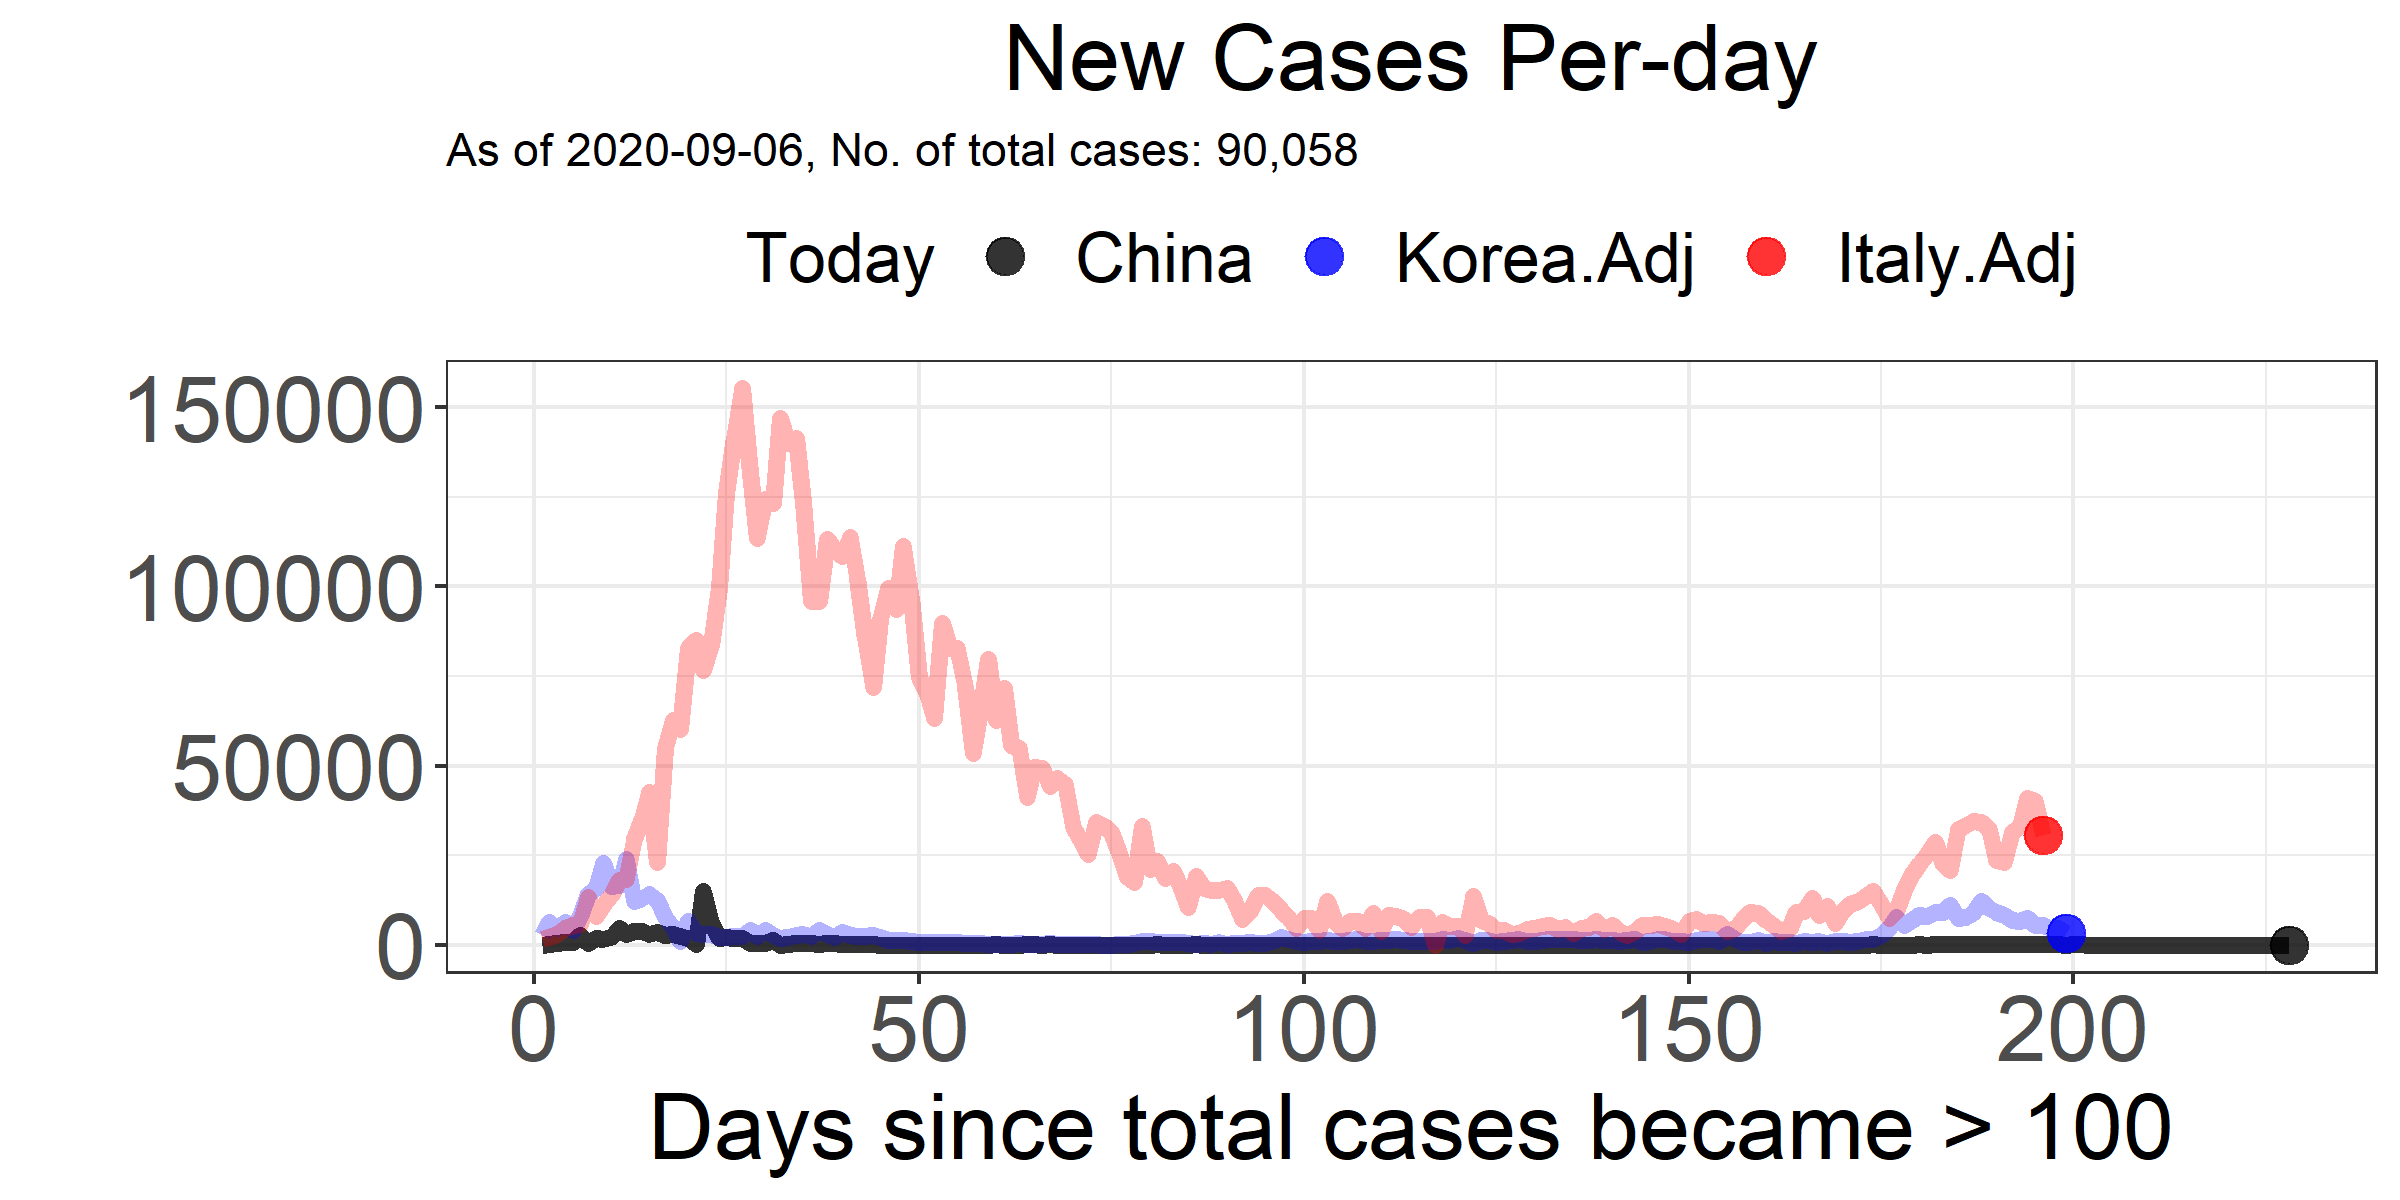 New Cases Per-day
As of 2020-09-06, No. of total cases: 90,058
Today China Korea.Adj Italy.Adj
150000
100000
50000
0
0 50 100 150 200
Days since total cases became > 100